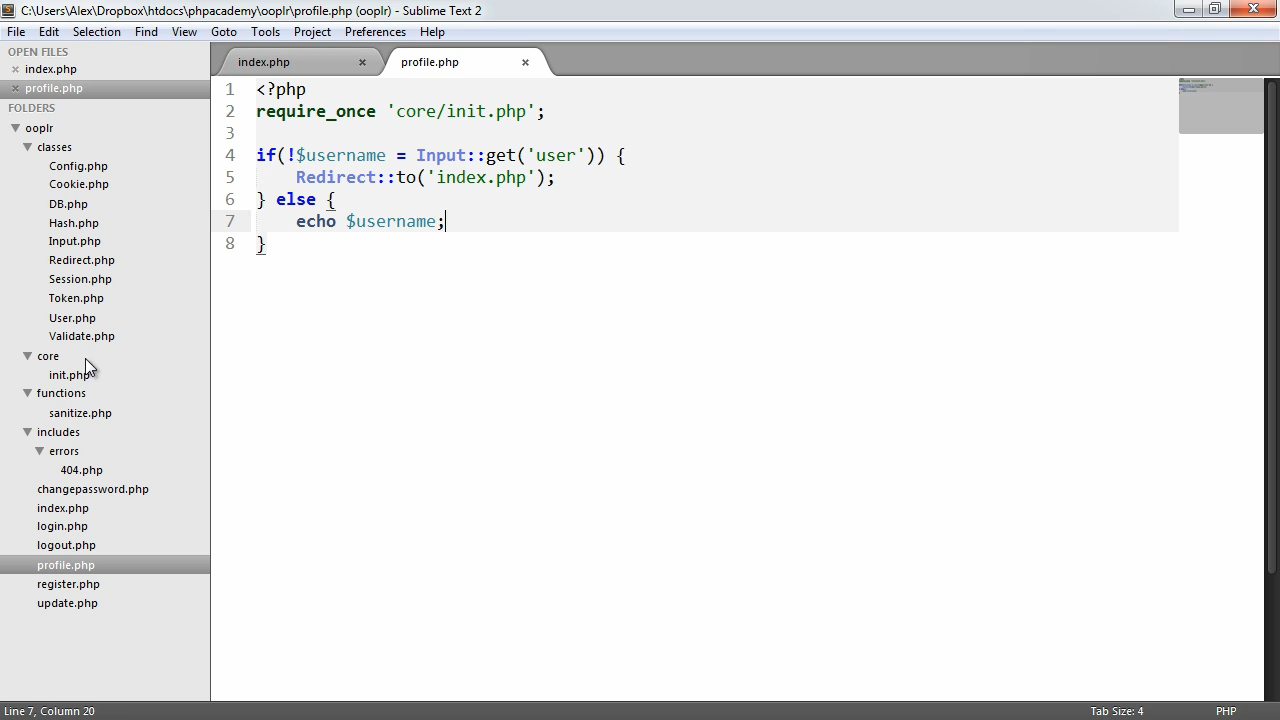 C:\Users\Alex\Dropbox\htdocs\phpacademy\ooplr\profile.php (ooplr) - Sublime Text 2
File Edit Selection Find View Goto Tools Project Preferences Help
OPEN FILES
index.php
profile.php
FOLDERS
ooplr
classes
Config.php
Cookie.php
DB.php
Hash.php
Input.php
Redirect.php
Session.php
Token.php
User.php
Validate.php
core
init.php
functions
sanitize.php
includes
errors
404.php
changepassword.php
index.php
login.php
logout.php
profile.php
register.php
update.php
index.php profile.php
1 <?php
2 require_once 'core/init.php';
3
4 if(!$username = Input::get('user')) {
5     Redirect::to('index.php');
6 } else {
7     echo $username;
8 }
Line 7, Column 20 Tab Size: 4 PHP